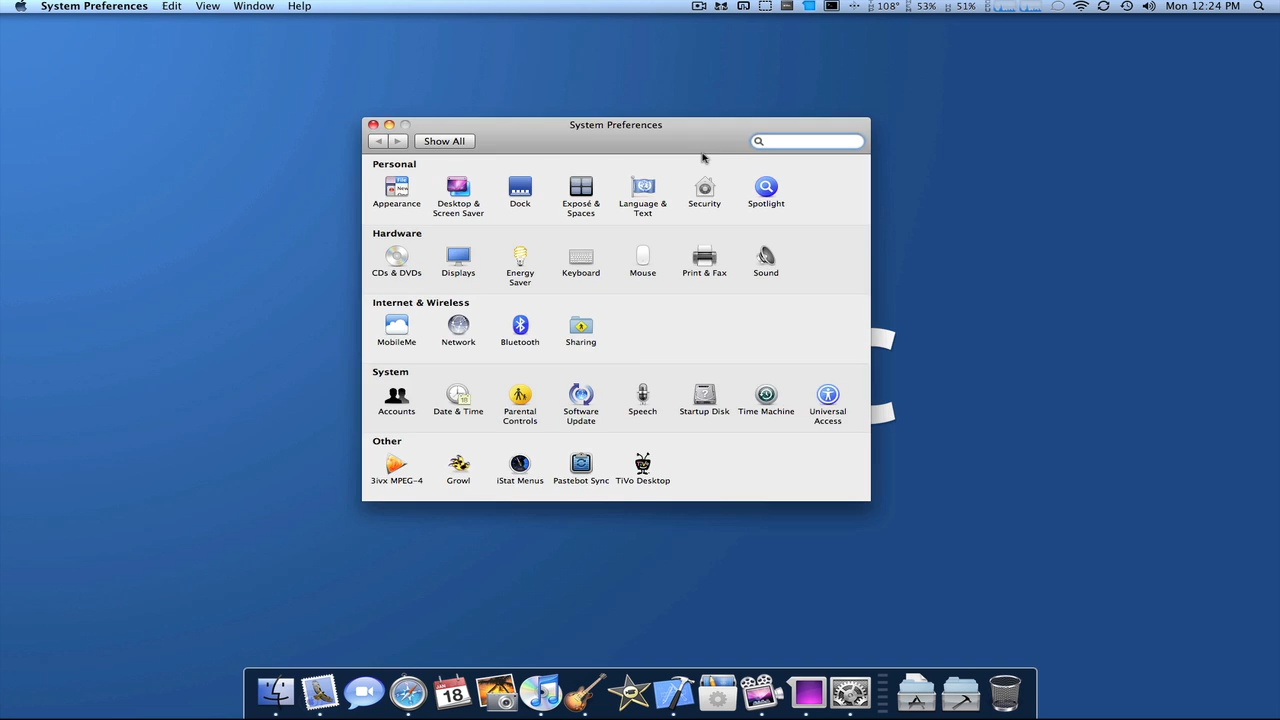 System Preferences Edit View Window Help 108° 53% 51% Mon 12:24 PM
System Preferences
Show All
Personal
Appearance Desktop & Screen Saver Dock Exposé & Spaces Language & Text Security Spotlight
Hardware
CDs & DVDs Displays Energy Saver Keyboard Mouse Print & Fax Sound
Internet & Wireless
MobileMe Network Bluetooth Sharing
System
Accounts Date & Time Parental Controls Software Update Speech Startup Disk Time Machine Universal Access
Other
3ivx MPEG-4 Growl iStat Menus Pastebot Sync TiVo Desktop
JAN
18